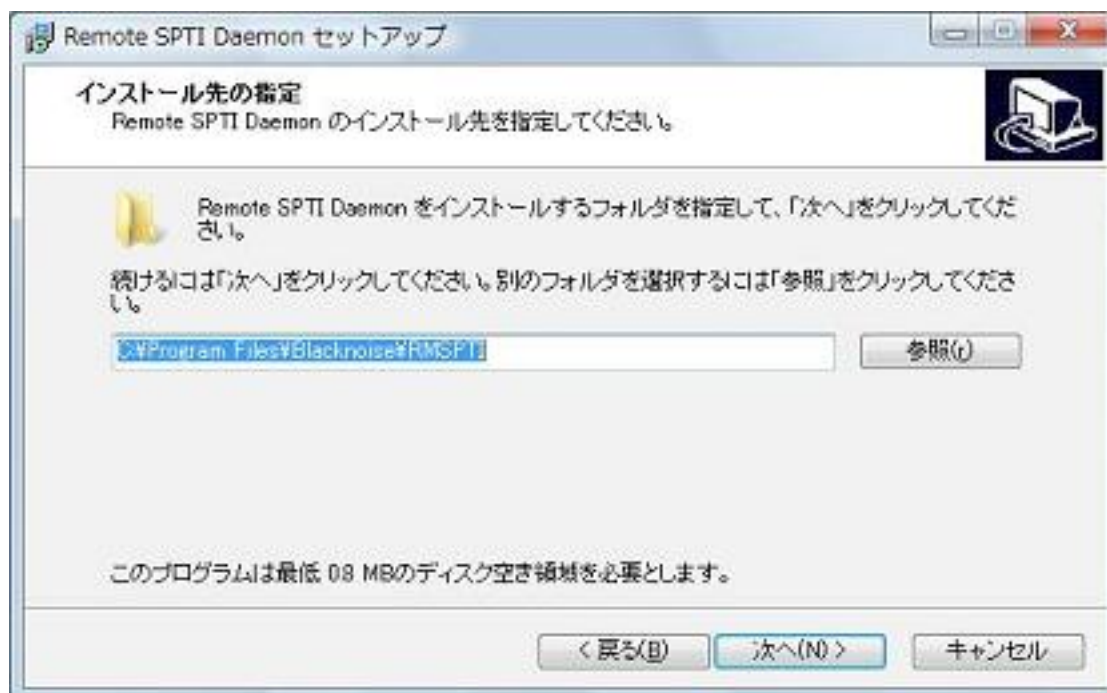 Remote SPTI Daemon セットアップ
インストール先の指定
Remote SPTI Daemon のインストール先を指定してください。
Remote SPTI Daemon をインストールするフォルダを指定して、「次へ」をクリックしてくだ
さい。
続けるには「次へ」をクリックしてください。別のフォルダを選択するには「参照」をクリックしてくださ
い。
C:¥Program Files¥Blacknoise¥RMSPTI
参照(r)
このプログラムは最低 0.8 MBのディスク空き領域を必要とします。
< 戻る(B)
次へ(N) >
キャンセル